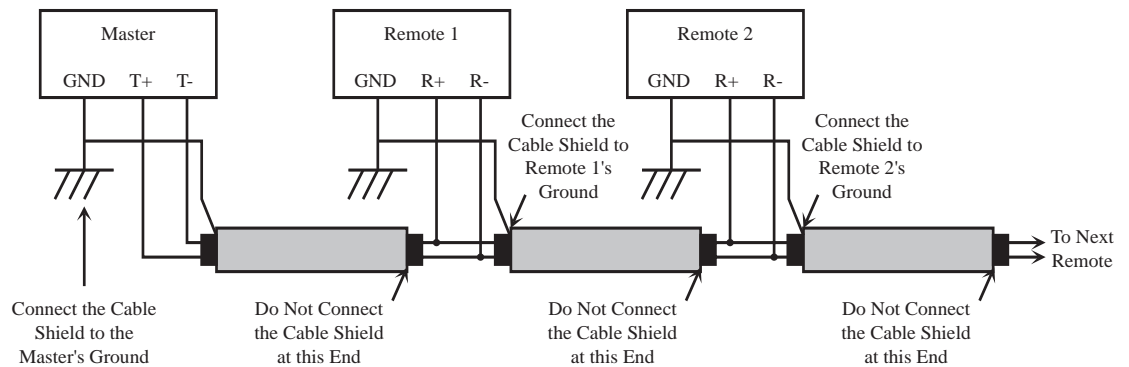 Master
GND T+ T-
Remote 1
GND R+ R-
Remote 2
GND R+ R-
Connect the
Cable Shield to
Remote 1's
Ground
Connect the
Cable Shield to
Remote 2's
Ground
To Next
Remote
Connect the Cable
Shield to the
Master's Ground
Do Not Connect
the Cable Shield
at this End
Do Not Connect
the Cable Shield
at this End
Do Not Connect
the Cable Shield
at this End